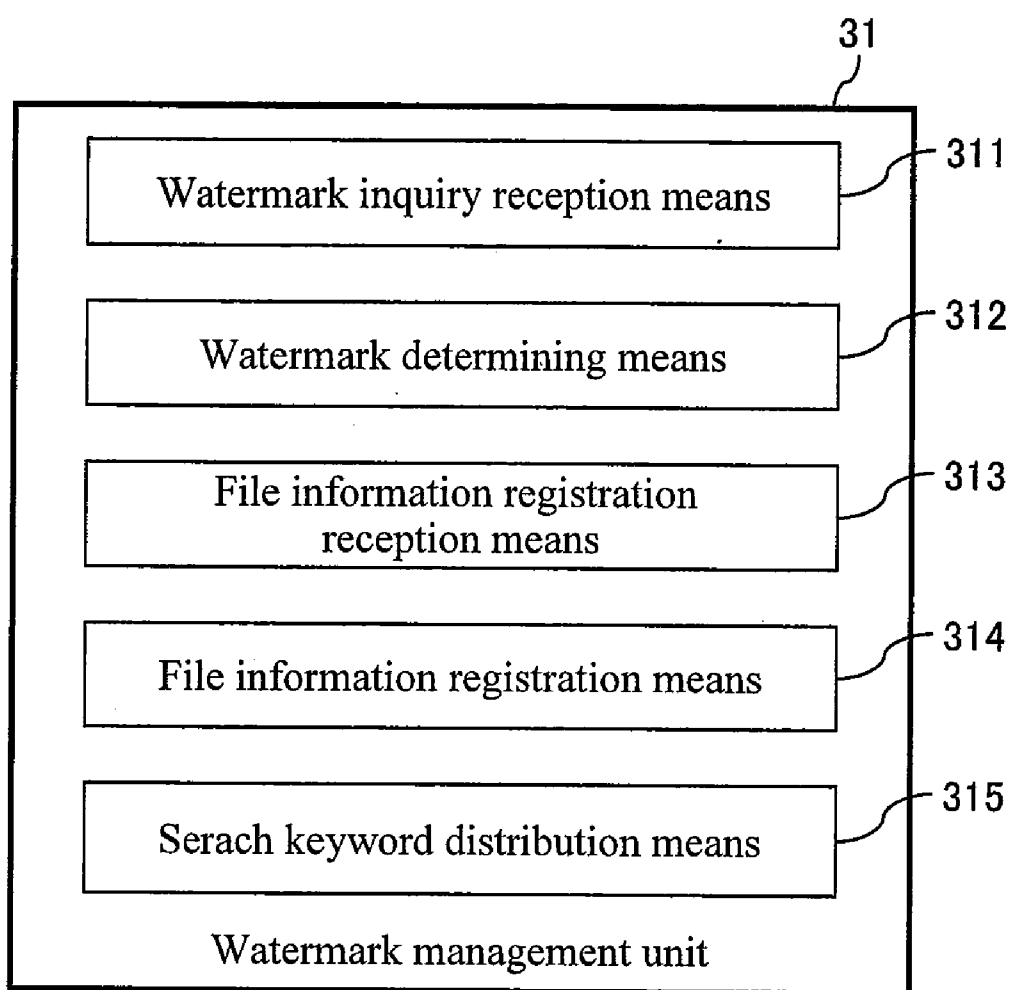 31
Watermark inquiry reception means
311
Watermark determining means
312
File information registration
reception means
313
File information registration means
314
Serach keyword distribution means
315
Watermark management unit